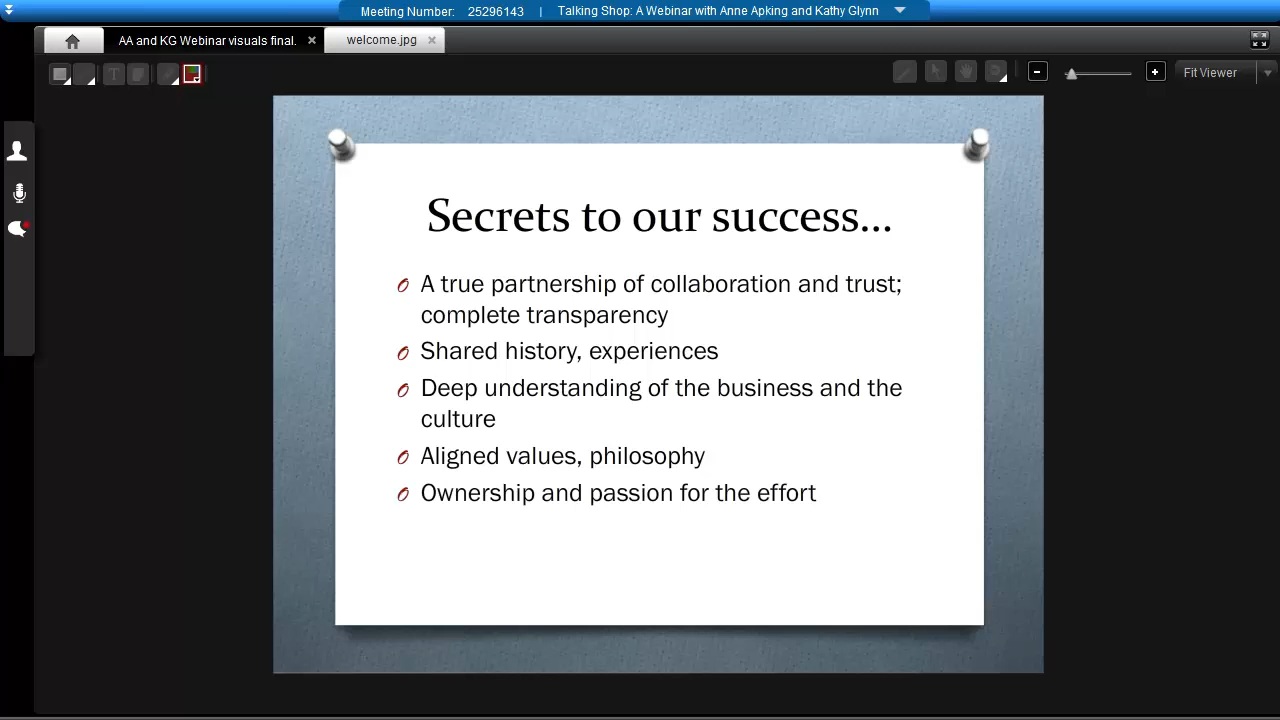 Meeting Number: 25296143 | Talking Shop: A Webinar with Anne Apking and Kathy Glynn
AA and KG Webinar visuals final.
welcome.jpg
T
Fit Viewer
Secrets to our success...
A true partnership of collaboration and trust;
complete transparency
Shared history, experiences
Deep understanding of the business and the
culture
Aligned values, philosophy
Ownership and passion for the effort